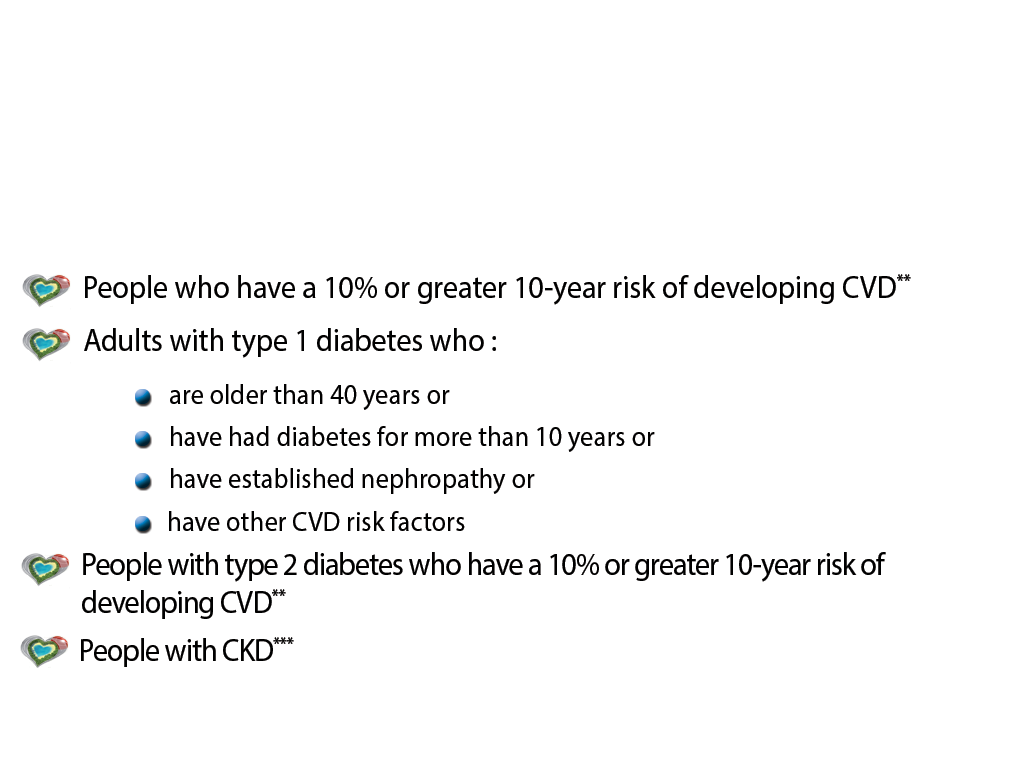 People who have a 10% or greater 10-year risk of developing CVD**
Adults with type 1 diabetes who :
are older than 40 years or
have had diabetes for more than 10 years or
have established nephropathy or
have other CVD risk factors
People with type 2 diabetes who have a 10% or greater 10-year risk of
developing CVD**
People with CKD***